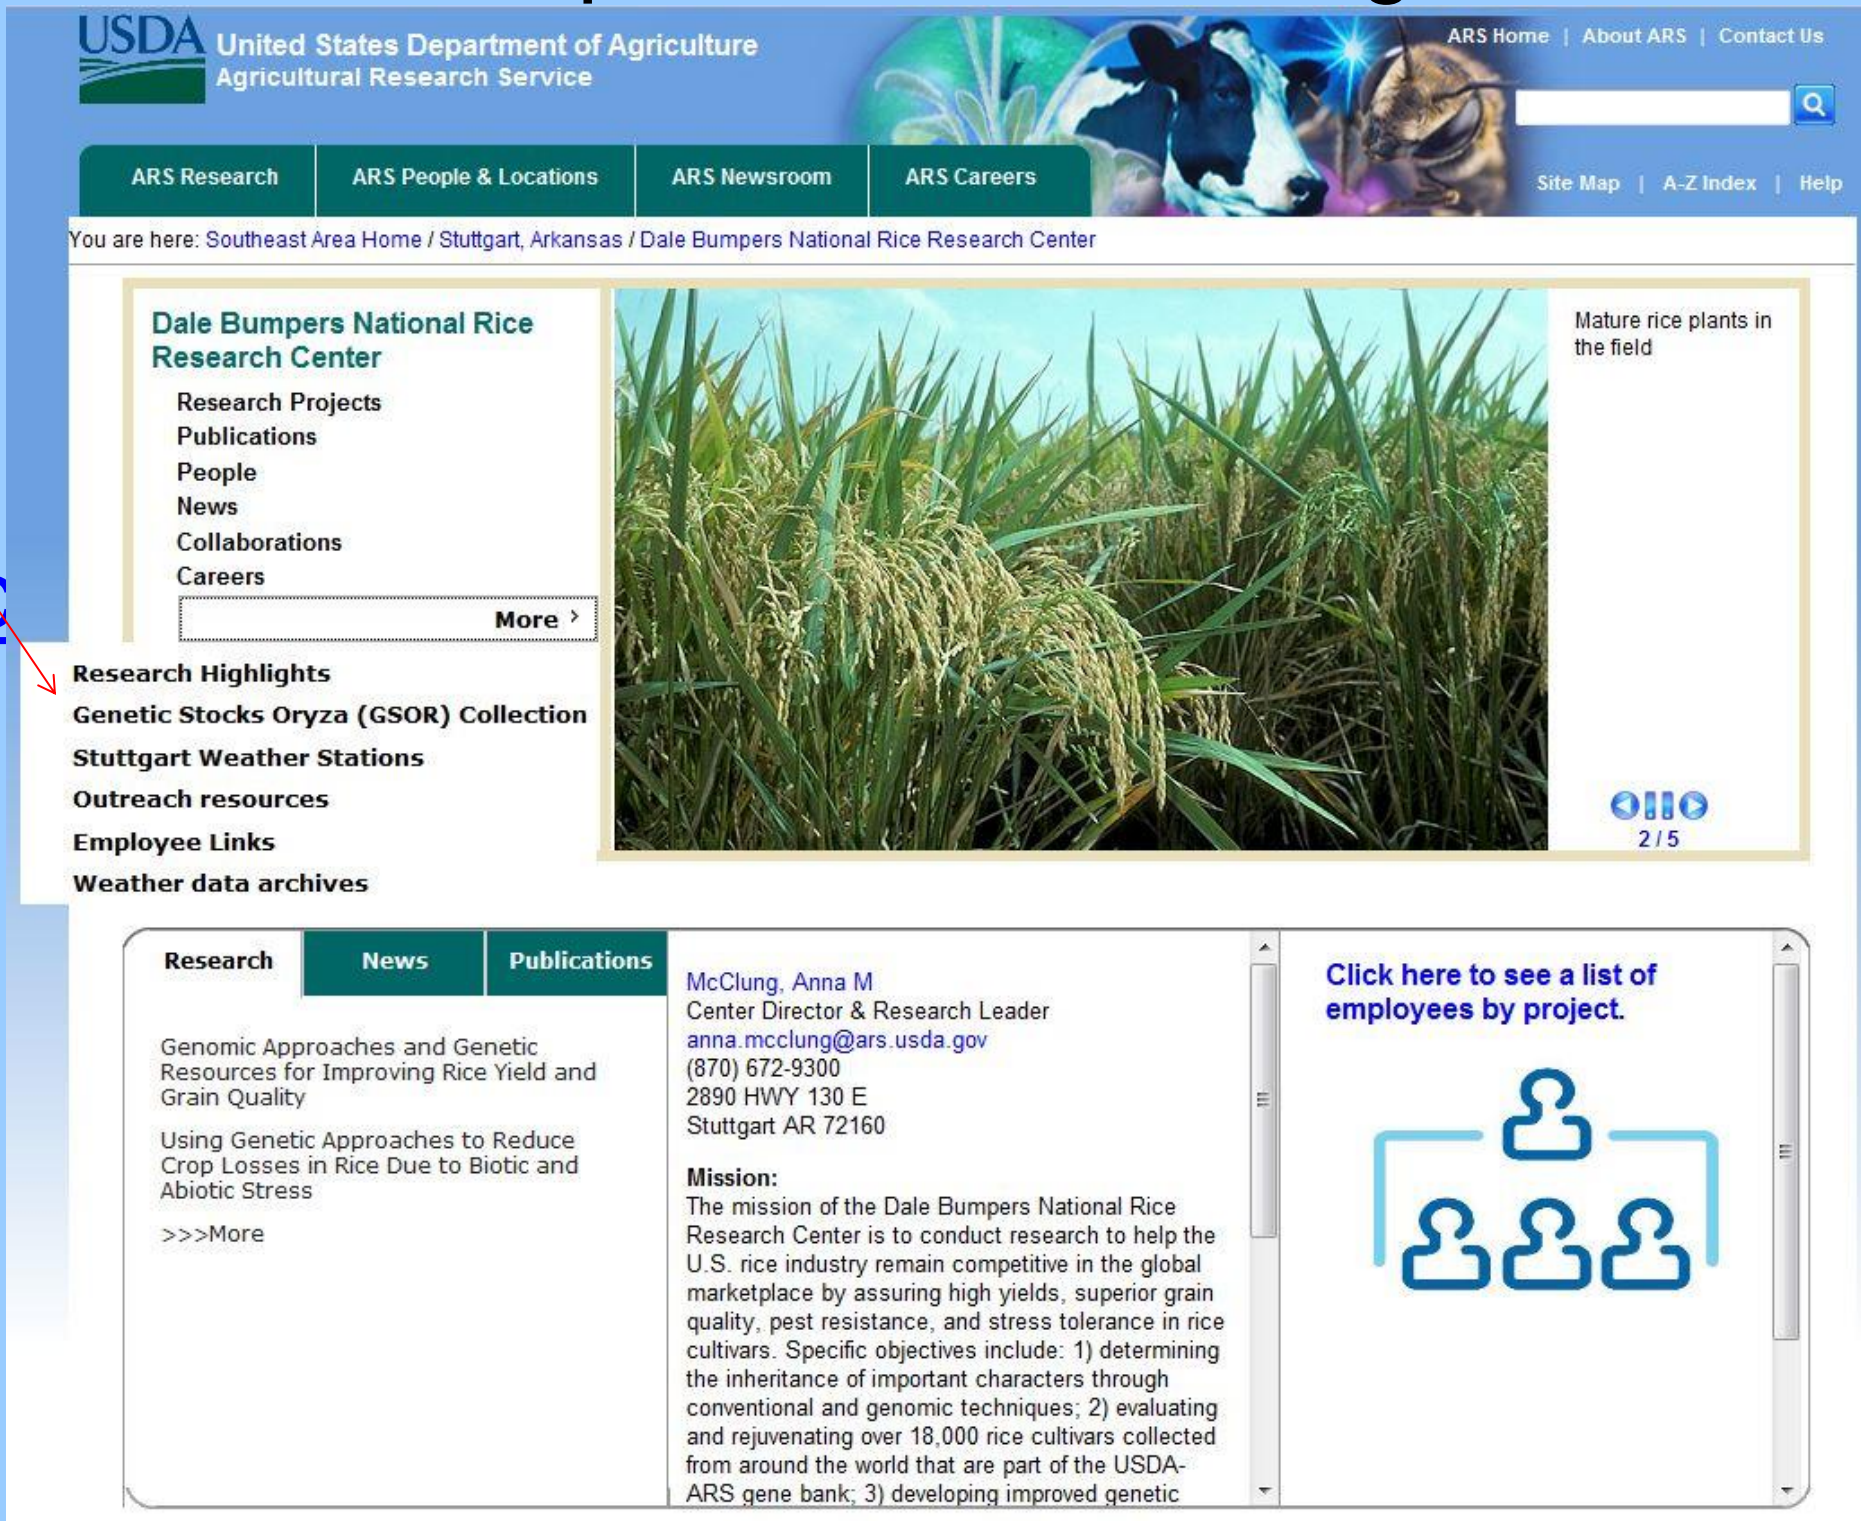 USDA
United States Department of Agriculture
Agricultural Research Service
ARS Home | About ARS | Contact Us
ARS Research
ARS People & Locations
ARS Newsroom
ARS Careers
Site Map | A-Z Index | Help
You are here: Southeast Area Home / Stuttgart, Arkansas / Dale Bumpers National Rice Research Center
Dale Bumpers National Rice
Research Center
Research Projects
Publications
People
News
Collaborations
Careers
More ›
Research Highlights
Genetic Stocks Oryza (GSOR) Collection
Stuttgart Weather Stations
Outreach resources
Employee Links
Weather data archives
Mature rice plants in
the field
2 / 5
Research
News
Publications
Genomic Approaches and Genetic
Resources for Improving Rice Yield and
Grain Quality
Using Genetic Approaches to Reduce
Crop Losses in Rice Due to Biotic and
Abiotic Stress
>>>More
McClung, Anna M
Center Director & Research Leader
anna.mcclung@ars.usda.gov
(870) 672-9300
2890 HWY 130 E
Stuttgart AR 72160
Mission:
The mission of the Dale Bumpers National Rice
Research Center is to conduct research to help the
U.S. rice industry remain competitive in the global
marketplace by assuring high yields, superior grain
quality, pest resistance, and stress tolerance in rice
cultivars. Specific objectives include: 1) determining
the inheritance of important characters through
conventional and genomic techniques; 2) evaluating
and rejuvenating over 18,000 rice cultivars collected
from around the world that are part of the USDA-
ARS gene bank; 3) developing improved genetic
Click here to see a list of
employees by project.